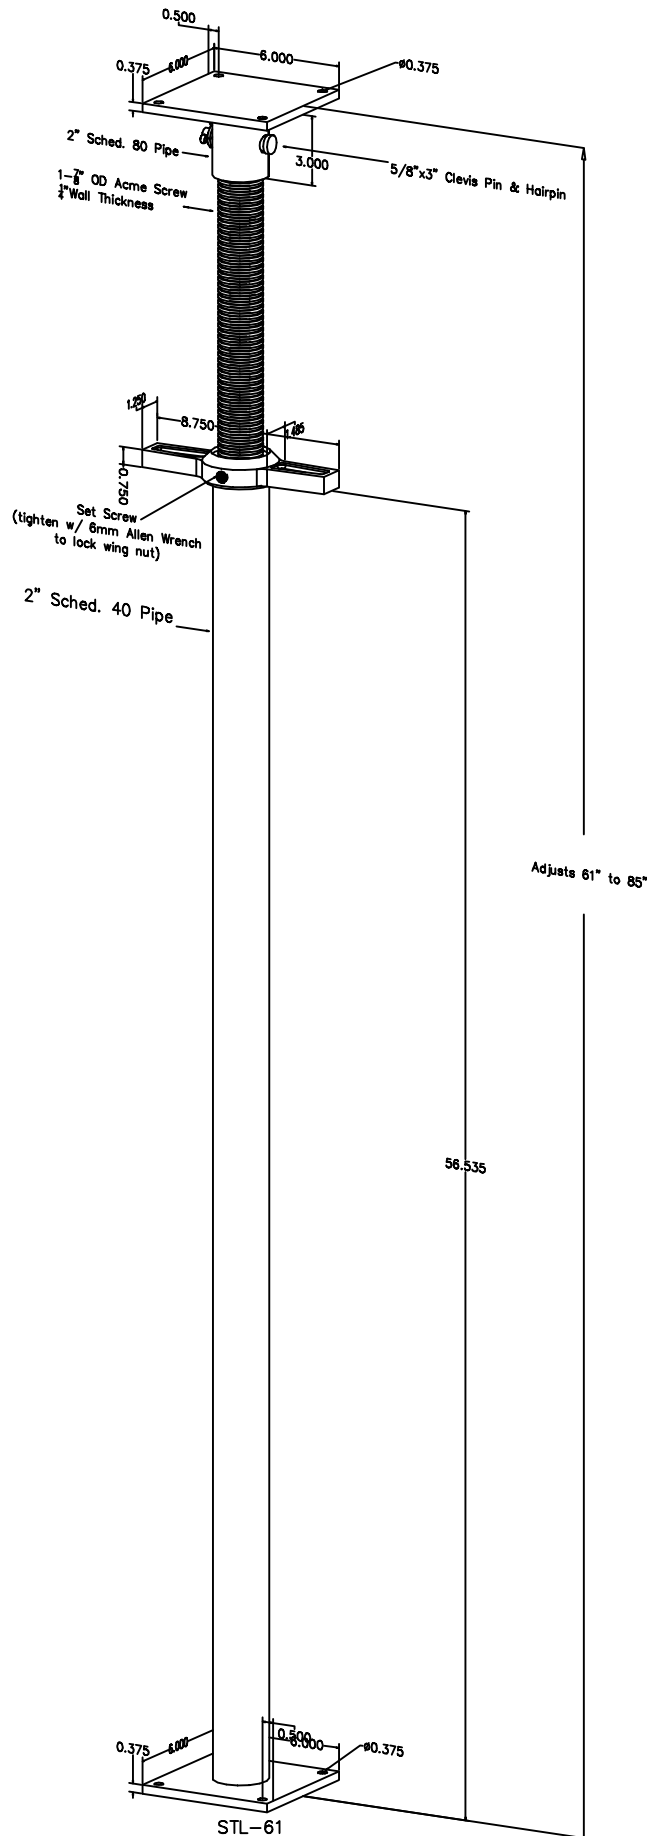 0.500
6.000
6.000
0.375
ø0.375
2" Sched. 80 Pipe
3.000
5/8"x3" Clevis Pin & Hairpin
1-7/8" OD Acme Screw
1/4"Wall Thickness
1.250
8.750
1.485
0.750
Set Screw
(tighten w/ 6mm Allen Wrench
to lock wing nut)
2" Sched. 40 Pipe
Adjusts 61" to 85"
56.535
0.375
6.000
0.500
6.000
ø0.375
STL-61